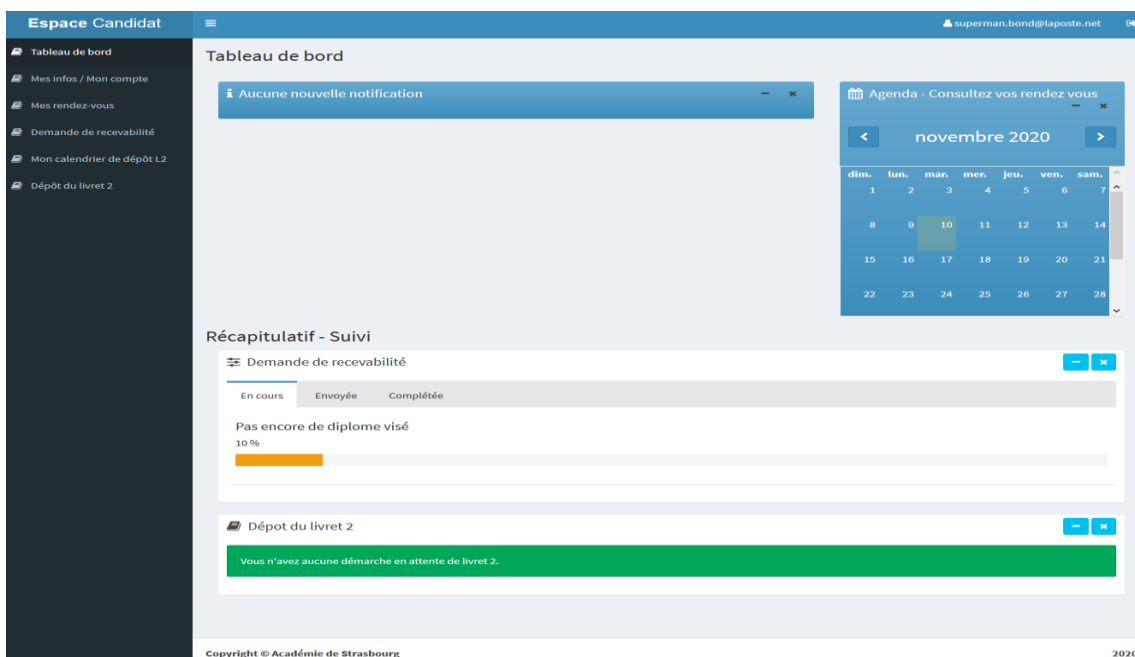 Espace Candidat
superman.bond@laposte.net
Tableau de bord
Mes infos / Mon compte
Mes rendez-vous
Demande de recevabilité
Mon calendrier de dépôt L2
Dépôt du livret 2
Tableau de bord
Aucune nouvelle notification
Agenda - Consultez vos rendez vous
novembre 2020
dim. lun. mar. mer. jeu. ven. sam.
1 2 3 4 5 6 7
8 9 10 11 12 13 14
15 16 17 18 19 20 21
22 23 24 25 26 27 28
Récapitulatif - Suivi
Demande de recevabilité
En cours Envoyée Complétée
Pas encore de diplome visé
10 %
Dépot du livret 2
Vous n'avez aucune démarche en attente de livret 2.
Copyright © Académie de Strasbourg 2020